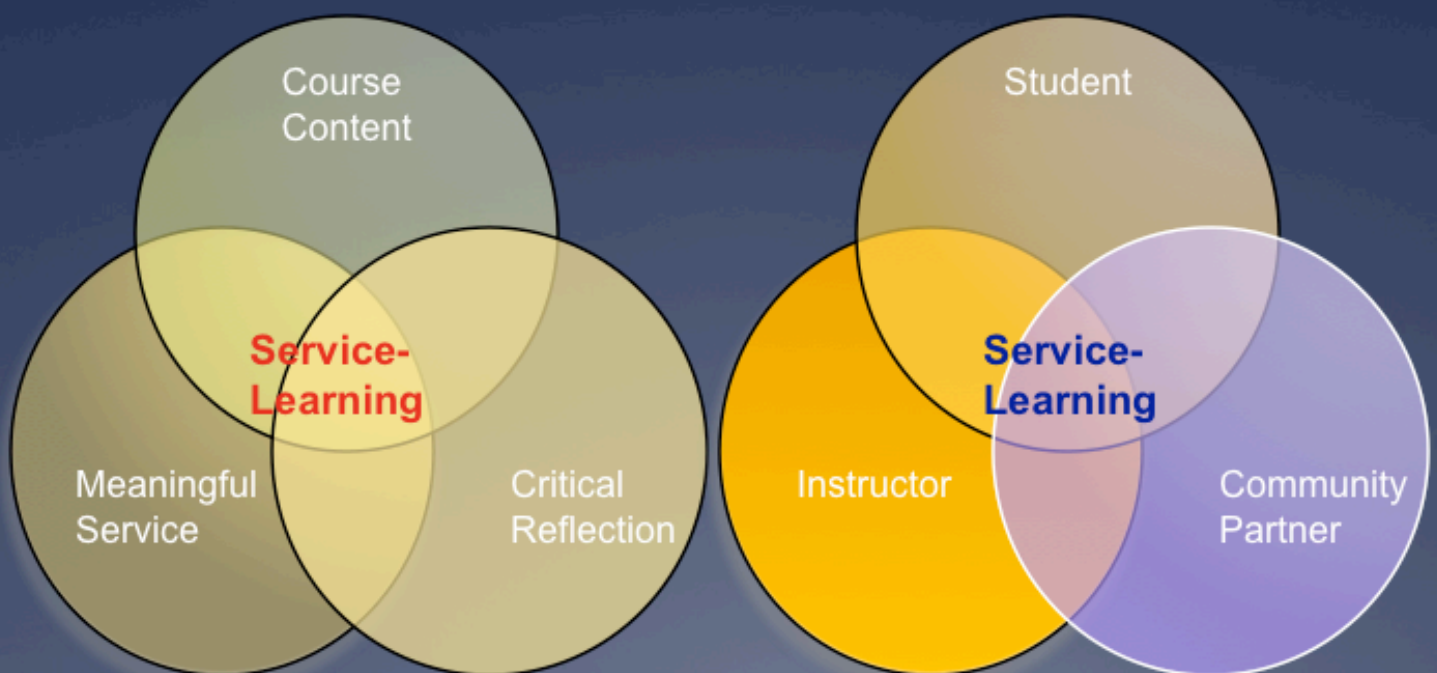 Course
Content
Service-
Learning
Meaningful
Service
Critical
Reflection
Student
Service-
Learning
Instructor
Community
Partner